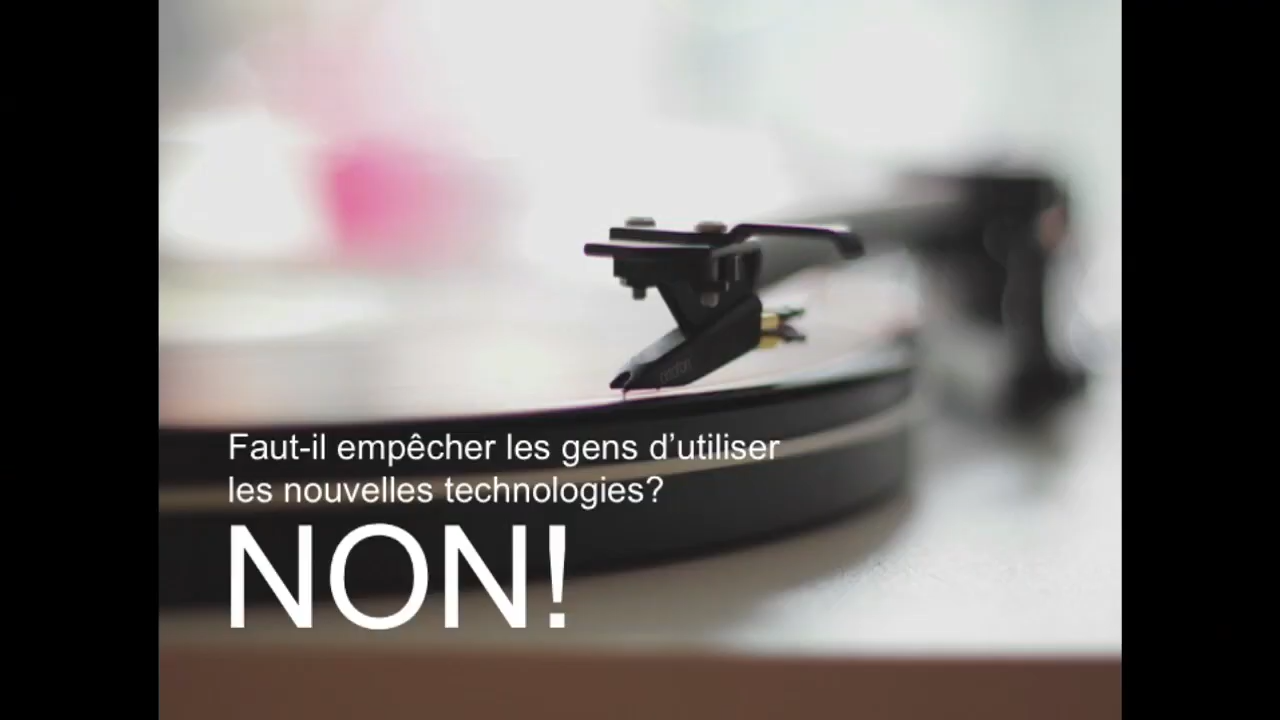 Faut-il empêcher les gens d’utiliser
les nouvelles technologies?
NON!